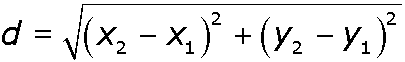 d = √((x₂ − x₁)² + (y₂ − y₁)²)